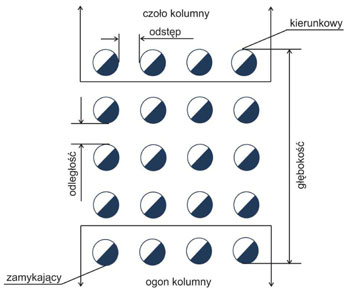 czoło kolumny
kierunkowy
odstęp
odległość
głębokość
zamykający
ogon kolumny